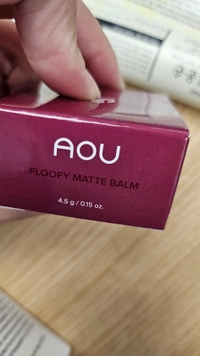 AOU
FLOOFY MATTE BALM
4.5 g / 0.15 oz.